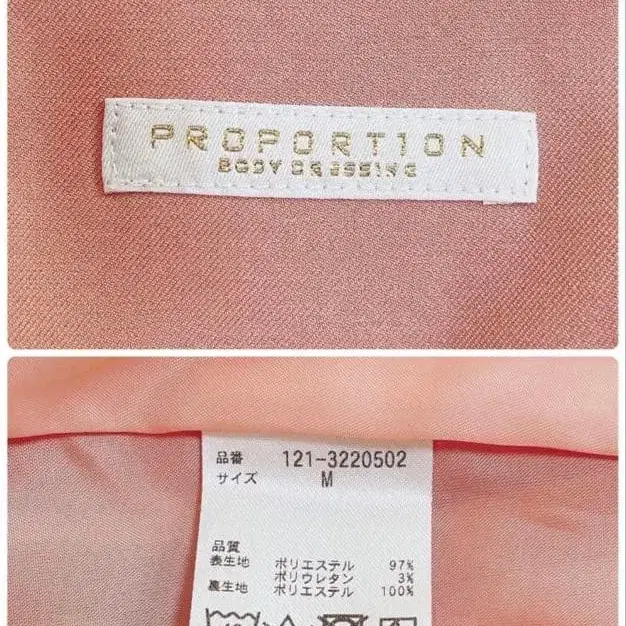 PROPORTION
BODY DRESSING
品番 121-3220502
サイズ M
品質
表生地 ポリエステル 97%
ポリウレタン 3%
裏生地 ポリエステル 100%